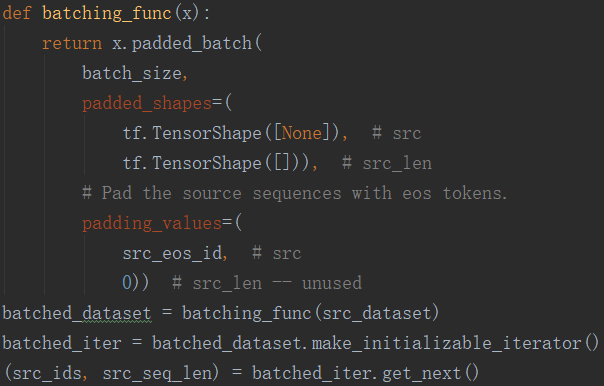 def batching_func(x):
    return x.padded_batch(
        batch_size,
        padded_shapes=(
            tf.TensorShape([None]),  # src
            tf.TensorShape([])),  # src_len
        # Pad the source sequences with eos tokens.
        padding_values=(
            src_eos_id,  # src
            0))  # src_len -- unused
batched_dataset = batching_func(src_dataset)
batched_iter = batched_dataset.make_initializable_iterator()
(src_ids, src_seq_len) = batched_iter.get_next()